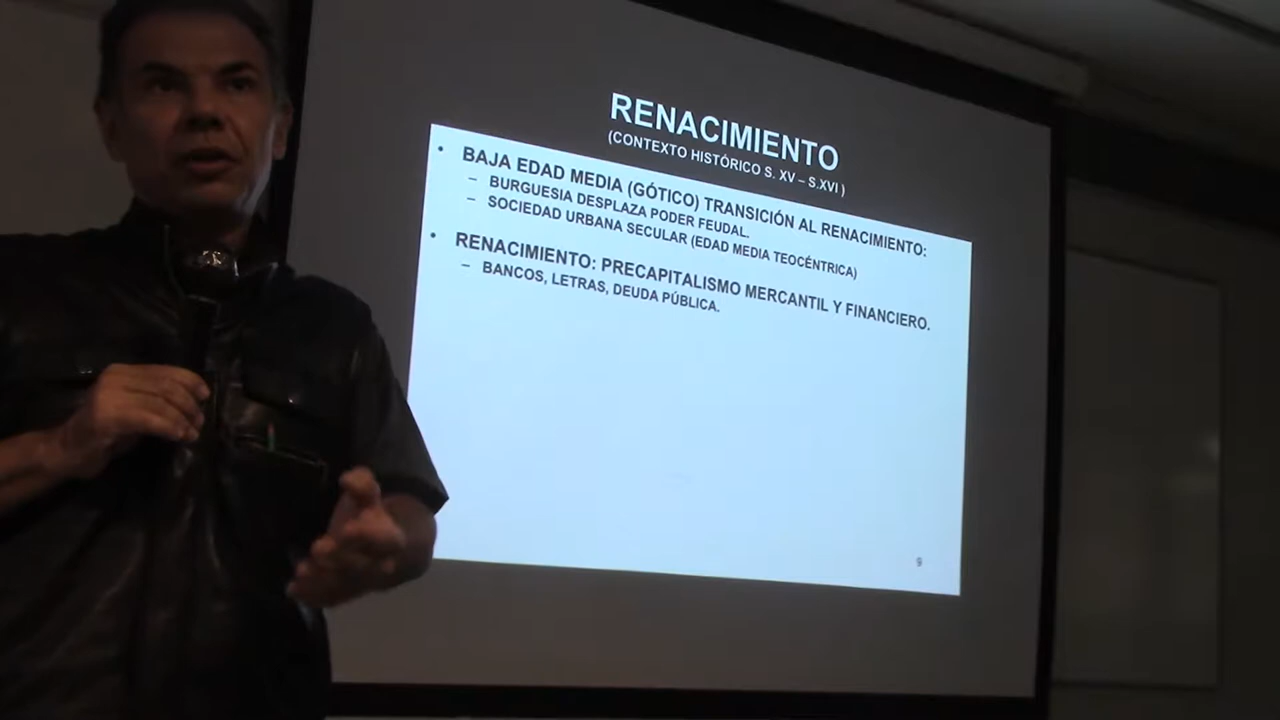 RENACIMIENTO
(CONTEXTO HISTÓRICO S. XV – S.XVI )
• BAJA EDAD MEDIA (GÓTICO) TRANSICIÓN AL RENACIMIENTO:
– BURGUESIA DESPLAZA PODER FEUDAL.
– SOCIEDAD URBANA SECULAR (EDAD MEDIA TEOCÉNTRICA)
• RENACIMIENTO: PRECAPITALISMO MERCANTIL Y FINANCIERO.
– BANCOS, LETRAS, DEUDA PÚBLICA.
9